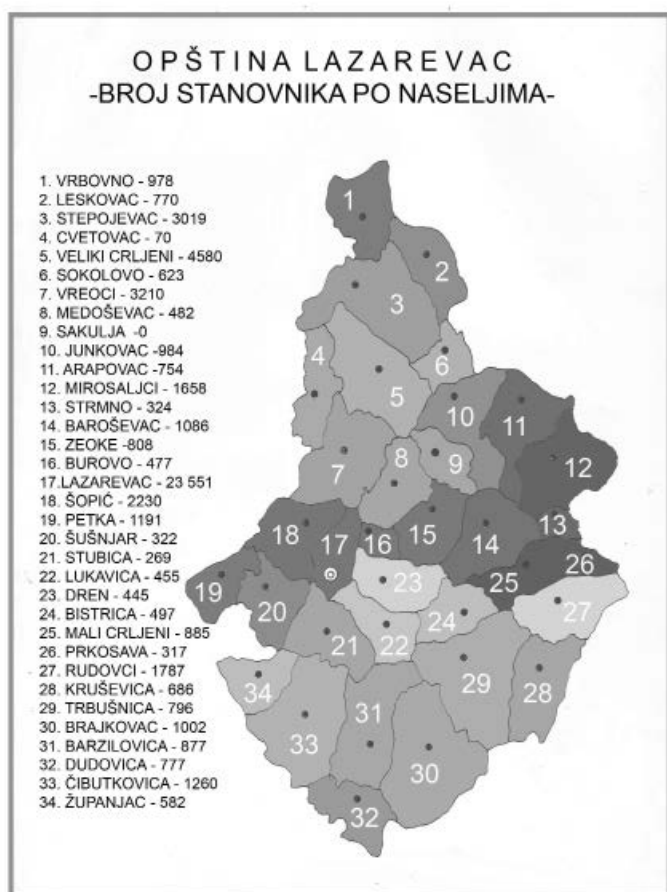 OPŠTINA LAZAREVAC
-BROJ STANOVNIKA PO NASELJIMA-
1. VRBOVNO - 978
2. LESKOVAC - 770
3. STEPOJEVAC - 3019
4. CVETOVAC - 70
5. VELIKI CRLJENI - 4580
6. SOKOLOVO - 623
7. VREOCI - 3210
8. MEDOŠEVAC - 482
9. SAKULJA -0
10. JUNKOVAC -984
11. ARAPOVAC -754
12. MIROSALJCI - 1658
13. STRMNO - 324
14. BAROŠEVAC - 1086
15. ZEOKE -808
16. BUROVO - 477
17.LAZAREVAC - 23 551
18. ŠOPIĆ - 2230
19. PETKA - 1191
20. ŠUŠNJAR - 322
21. STUBICA - 269
22. LUKAVICA - 455
23. DREN - 445
24. BISTRICA - 497
25. MALI CRLJENI - 885
26. PRKOSAVA - 317
27. RUDOVCI - 1787
28. KRUŠEVICA - 686
29. TRBUŠNICA - 796
30. BRAJKOVAC - 1002
31. BARZILOVICA - 877
32. DUDOVICA - 777
33. ČIBUTKOVICA - 1260
34. ŽUPANJAC - 582
1
2
3
4
6
5
10
11
7
8
9
12
18
17
16
15
14
13
19
20
23
25
26
27
21
22
24
34
33
31
29
28
30
32